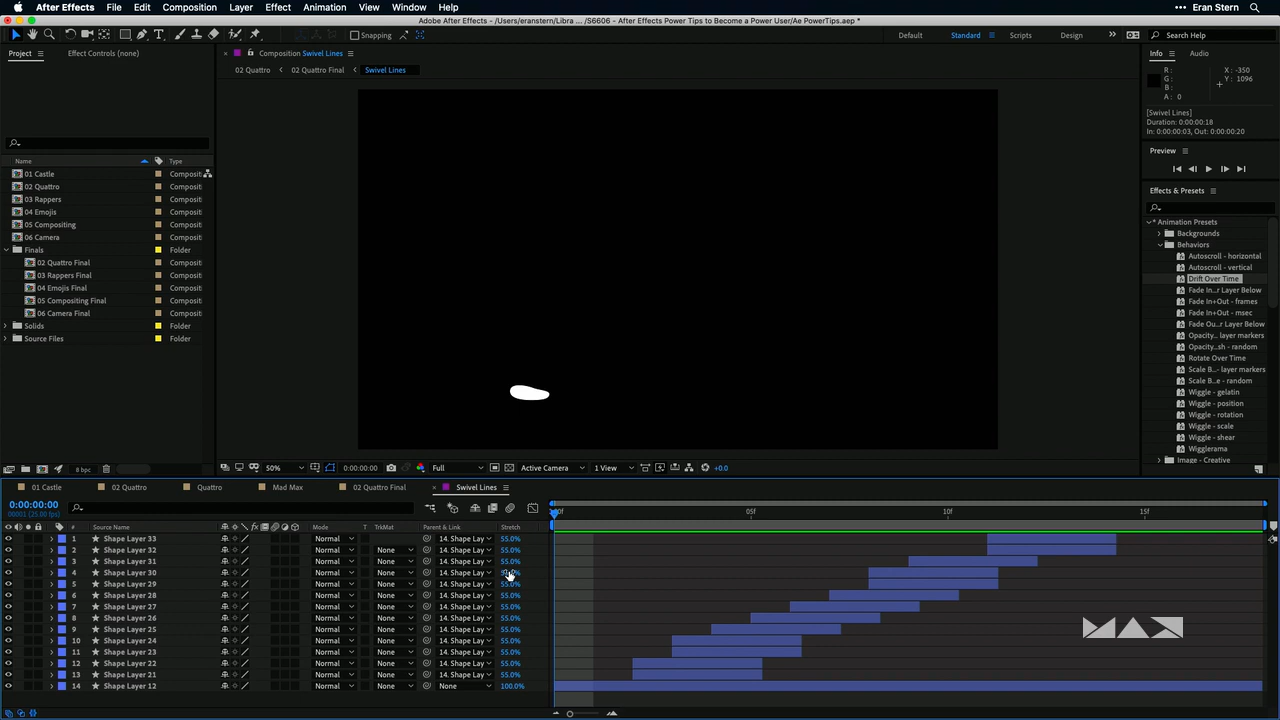 After Effects File Edit Composition Layer Effect Animation View Window Help Eran Stern
Adobe After Effects - /Users/eranstern/Libra ... /S6606 - After Effects Power Tips to Become a Power User/Ae PowerTips.aep *
Snapping Default Standard Scripts Design Search Help
Project Effect Controls (none) Composition Swivel Lines Info Audio
02 Quattro 02 Quattro Final Swivel Lines
R: X: -350
G: Y: 1096
B:
A: 0
[Swivel Lines]
Duration: 0:00:00:18
In: 0:00:00:03, Out: 0:00:00:20
Preview
Effects & Presets
Name Type
01 Castle Composit
02 Quattro Composit
03 Rappers Composit
04 Emojis Composit
05 Compositing Composit
06 Camera Composit
Finals Folder
02 Quattro Final Composit
03 Rappers Final Composit
04 Emojis Final Composit
05 Compositing Final Composit
06 Camera Final Composit
Solids Folder
Source Files Folder
* Animation Presets
Backgrounds
Behaviors
Autoscroll - horizontal
Autoscroll - vertical
Drift Over Time
Fade In...r Layer Below
Fade In+Out - frames
Fade In+Out - msec
Fade Ou...r Layer Below
Opacity... layer markers
Opacity...sh - random
Rotate Over Time
Scale B... - layer markers
Scale B...e - random
Wiggle - gelatin
Wiggle - position
Wiggle - rotation
Wiggle - scale
Wiggle - shear
Wigglerama
Image - Creative
8 bpc 50% 0:00:00:00 Full Active Camera 1 View +0.0
01 Castle 02 Quattro Quattro Mad Max 02 Quattro Final Swivel Lines
0:00:00:00
00001 (25.00 fps)
05f 10f 15f
# Source Name Mode T TrkMat Parent & Link Stretch
1 Shape Layer 33 Normal 14. Shape Lay 55.0%
2 Shape Layer 32 Normal None 14. Shape Lay 55.0%
3 Shape Layer 31 Normal None 14. Shape Lay 55.0%
4 Shape Layer 30 Normal None 14. Shape Lay
5 Shape Layer 29 Normal None 14. Shape Lay 55.0%
6 Shape Layer 28 Normal None 14. Shape Lay 55.0%
7 Shape Layer 27 Normal None 14. Shape Lay 55.0%
8 Shape Layer 26 Normal None 14. Shape Lay 55.0%
9 Shape Layer 25 Normal None 14. Shape Lay 55.0%
10 Shape Layer 24 Normal None 14. Shape Lay 55.0%
11 Shape Layer 23 Normal None 14. Shape Lay 55.0%
12 Shape Layer 22 Normal None 14. Shape Lay 55.0%
13 Shape Layer 21 Normal None 14. Shape Lay 55.0%
14 Shape Layer 12 Normal None None 100.0%
MAX